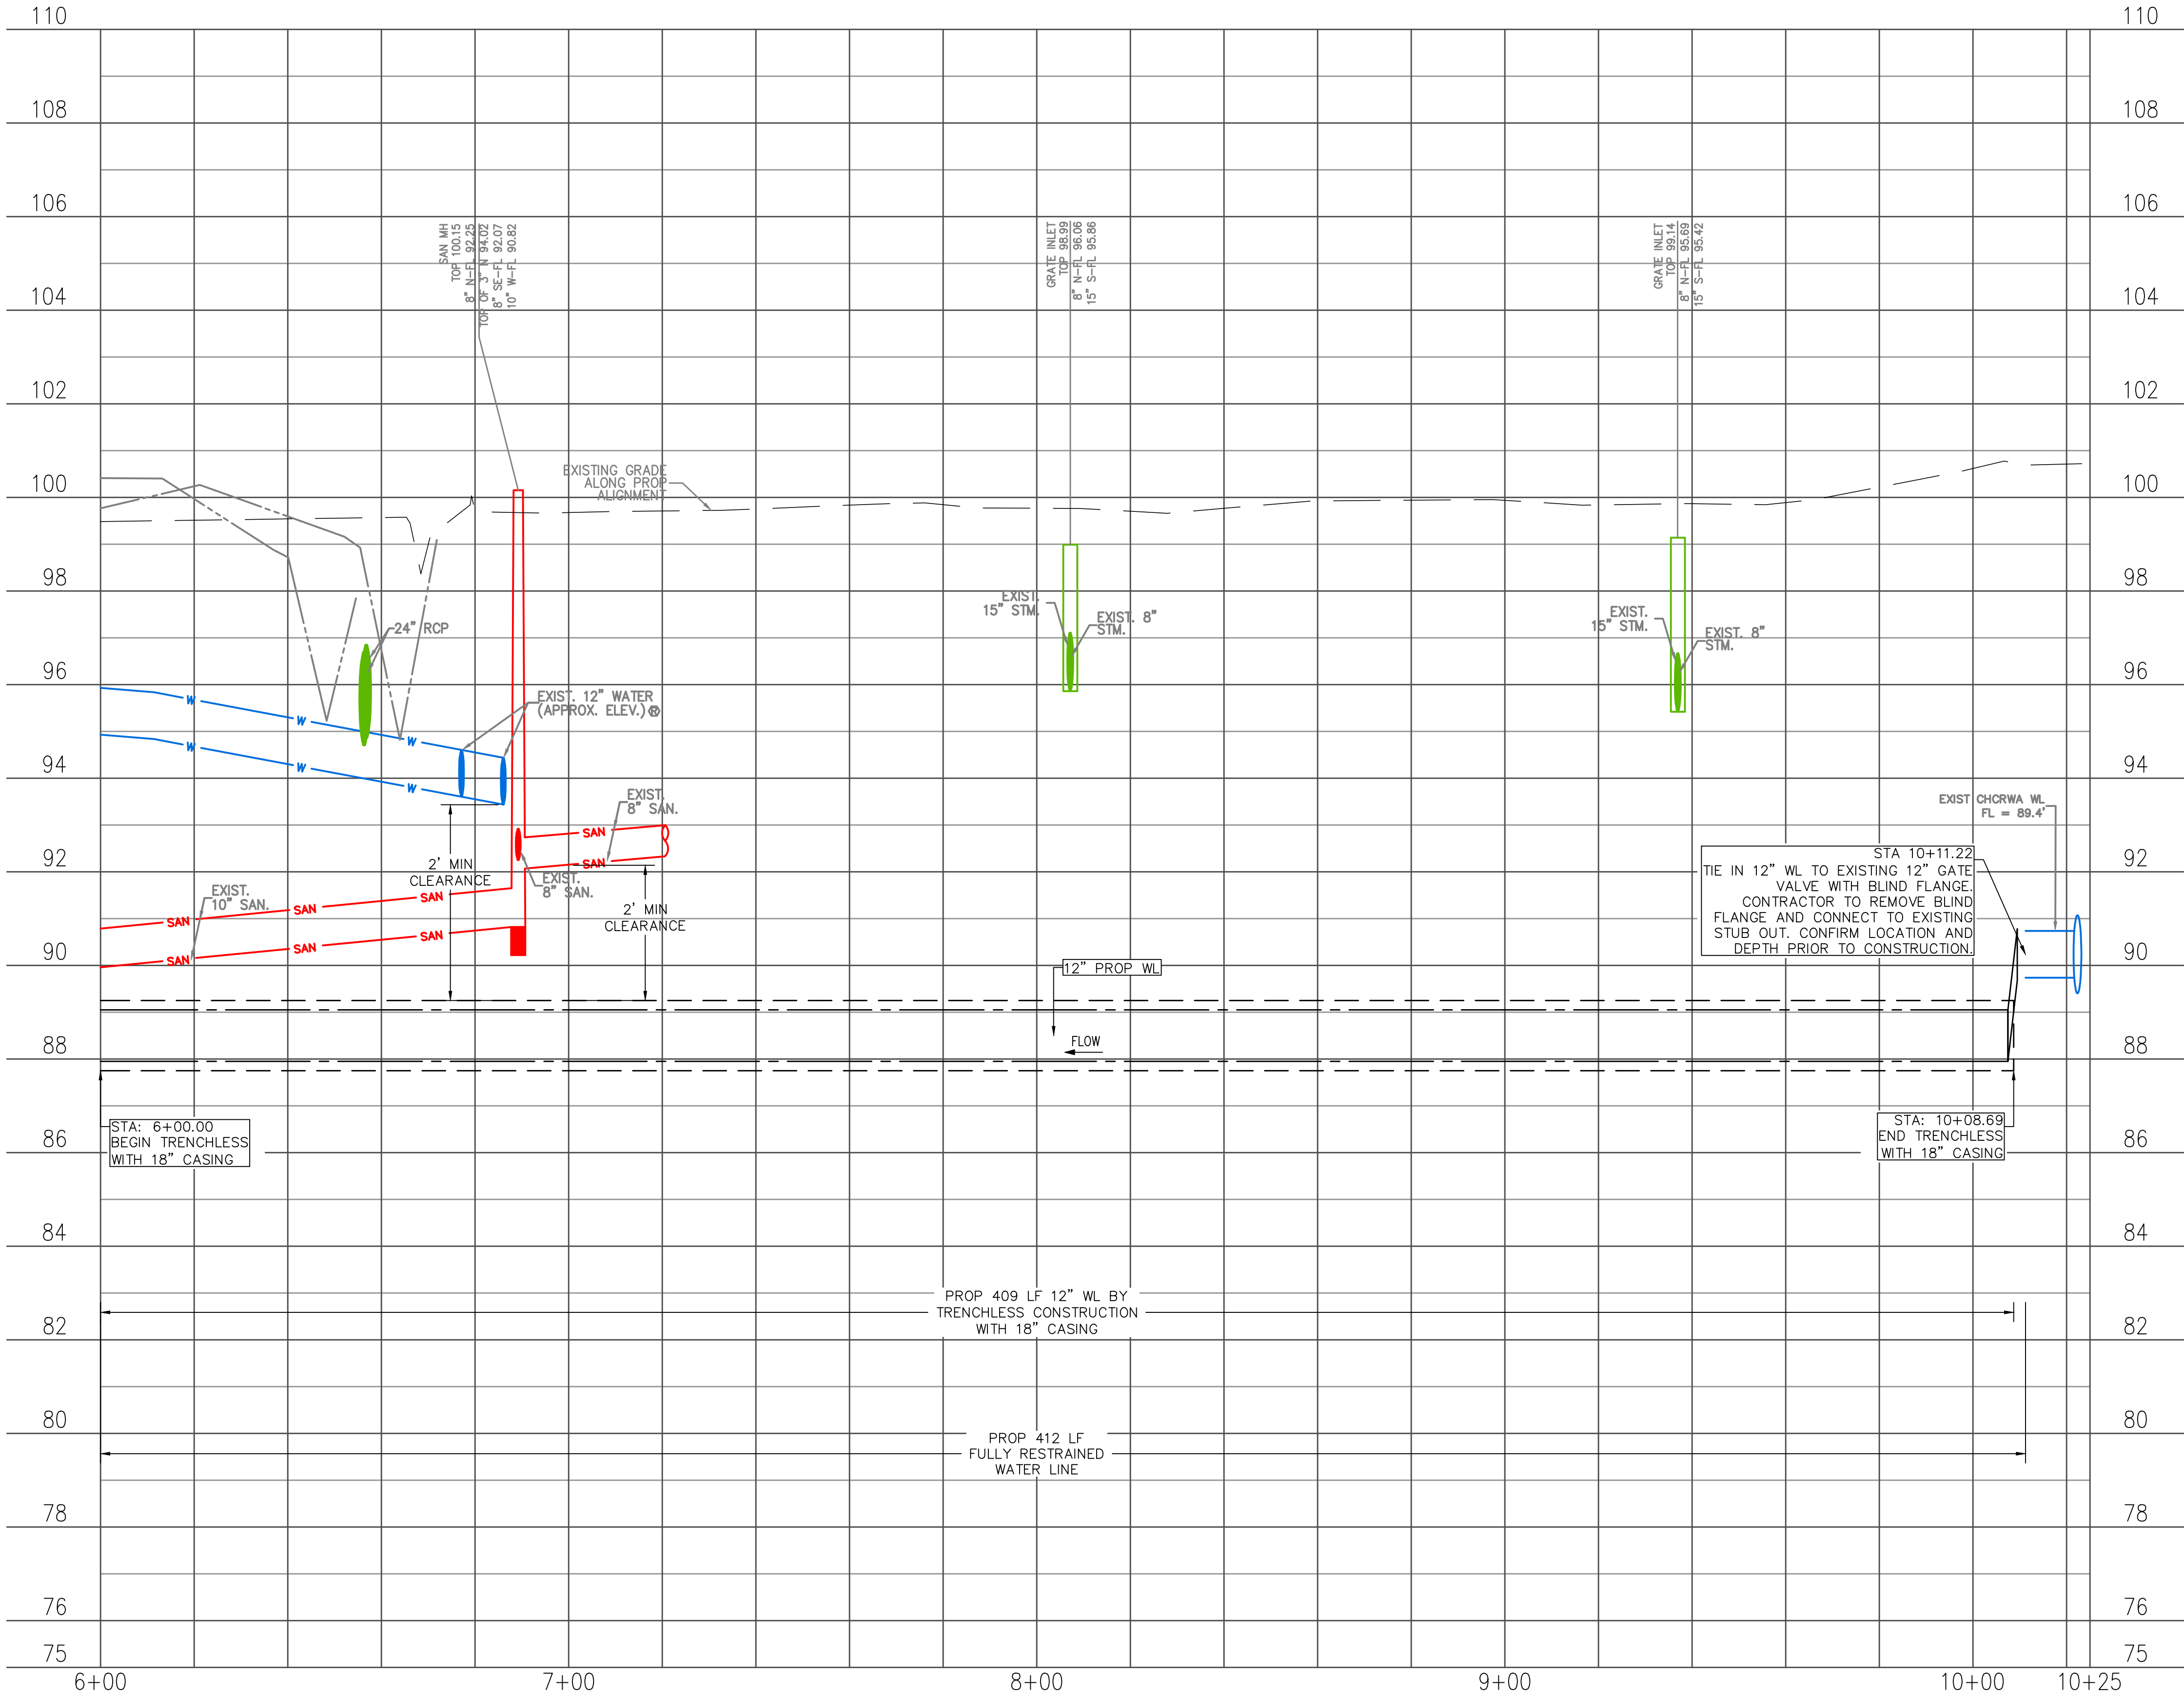 110
110
108
108
106
106
104
104
102
102
100
100
98
98
96
96
94
94
92
92
90
90
88
88
86
86
84
84
82
82
80
80
78
78
76
76
75
75
6+00
7+00
8+00
9+00
10+00
10+25
SAN MH
TOP 100.15
8" N-FL 92.25
TOP OF 3" N 94.02
8" SE-FL 92.07
10" W-FL 90.82
GRATE INLET
TOP 98.99
8" N-FL 96.06
15" S-FL 95.86
GRATE INLET
TOP 99.14
8" N-FL 95.69
15" S-FL 95.42
EXISTING GRADE
ALONG PROP
ALIGNMENT
24" RCP
EXIST.
15" STM.
EXIST. 8"
STM.
EXIST.
15" STM.
EXIST. 8"
STM.
W
W
W
W
W
W
EXIST. 12" WATER
(APPROX. ELEV.)®
EXIST.
8" SAN.
SAN
SAN
EXIST.
8" SAN.
2' MIN
CLEARANCE
2' MIN
CLEARANCE
EXIST.
10" SAN.
SAN
SAN
SAN
SAN
SAN
SAN
EXIST CHCRWA WL
FL = 89.4'
STA 10+11.22
TIE IN 12" WL TO EXISTING 12" GATE
VALVE WITH BLIND FLANGE.
CONTRACTOR TO REMOVE BLIND
FLANGE AND CONNECT TO EXISTING
STUB OUT. CONFIRM LOCATION AND
DEPTH PRIOR TO CONSTRUCTION.
12" PROP WL
FLOW
STA: 6+00.00
BEGIN TRENCHLESS
WITH 18" CASING
STA: 10+08.69
END TRENCHLESS
WITH 18" CASING
PROP 409 LF 12" WL BY
TRENCHLESS CONSTRUCTION
WITH 18" CASING
PROP 412 LF
FULLY RESTRAINED
WATER LINE